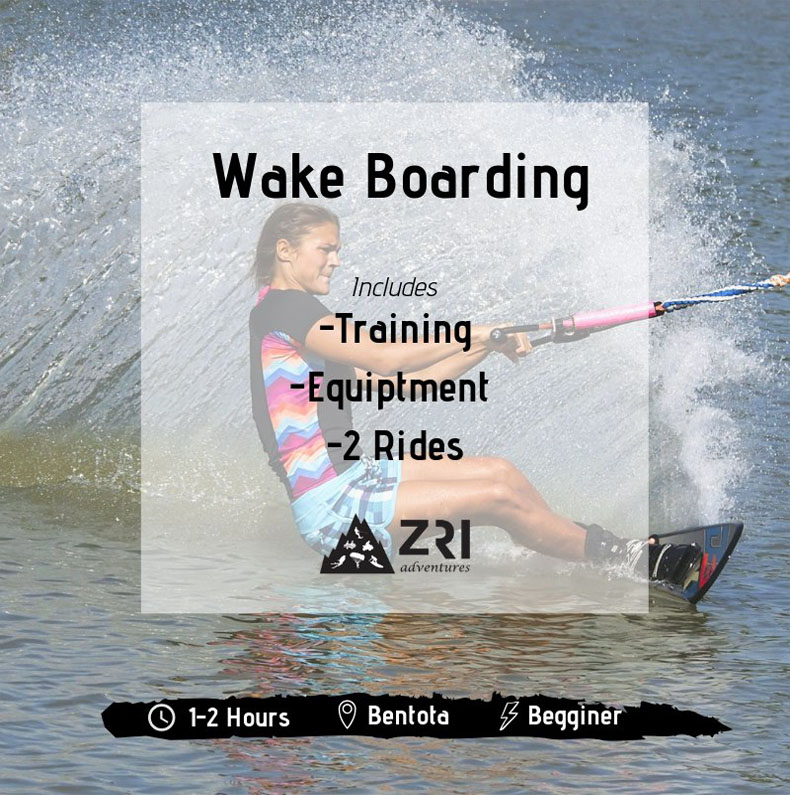 Wake Boarding
Includes
-Training
-Equiptment
-2 Rides
ZRI
adventures
1-2 Hours Bentota Begginer